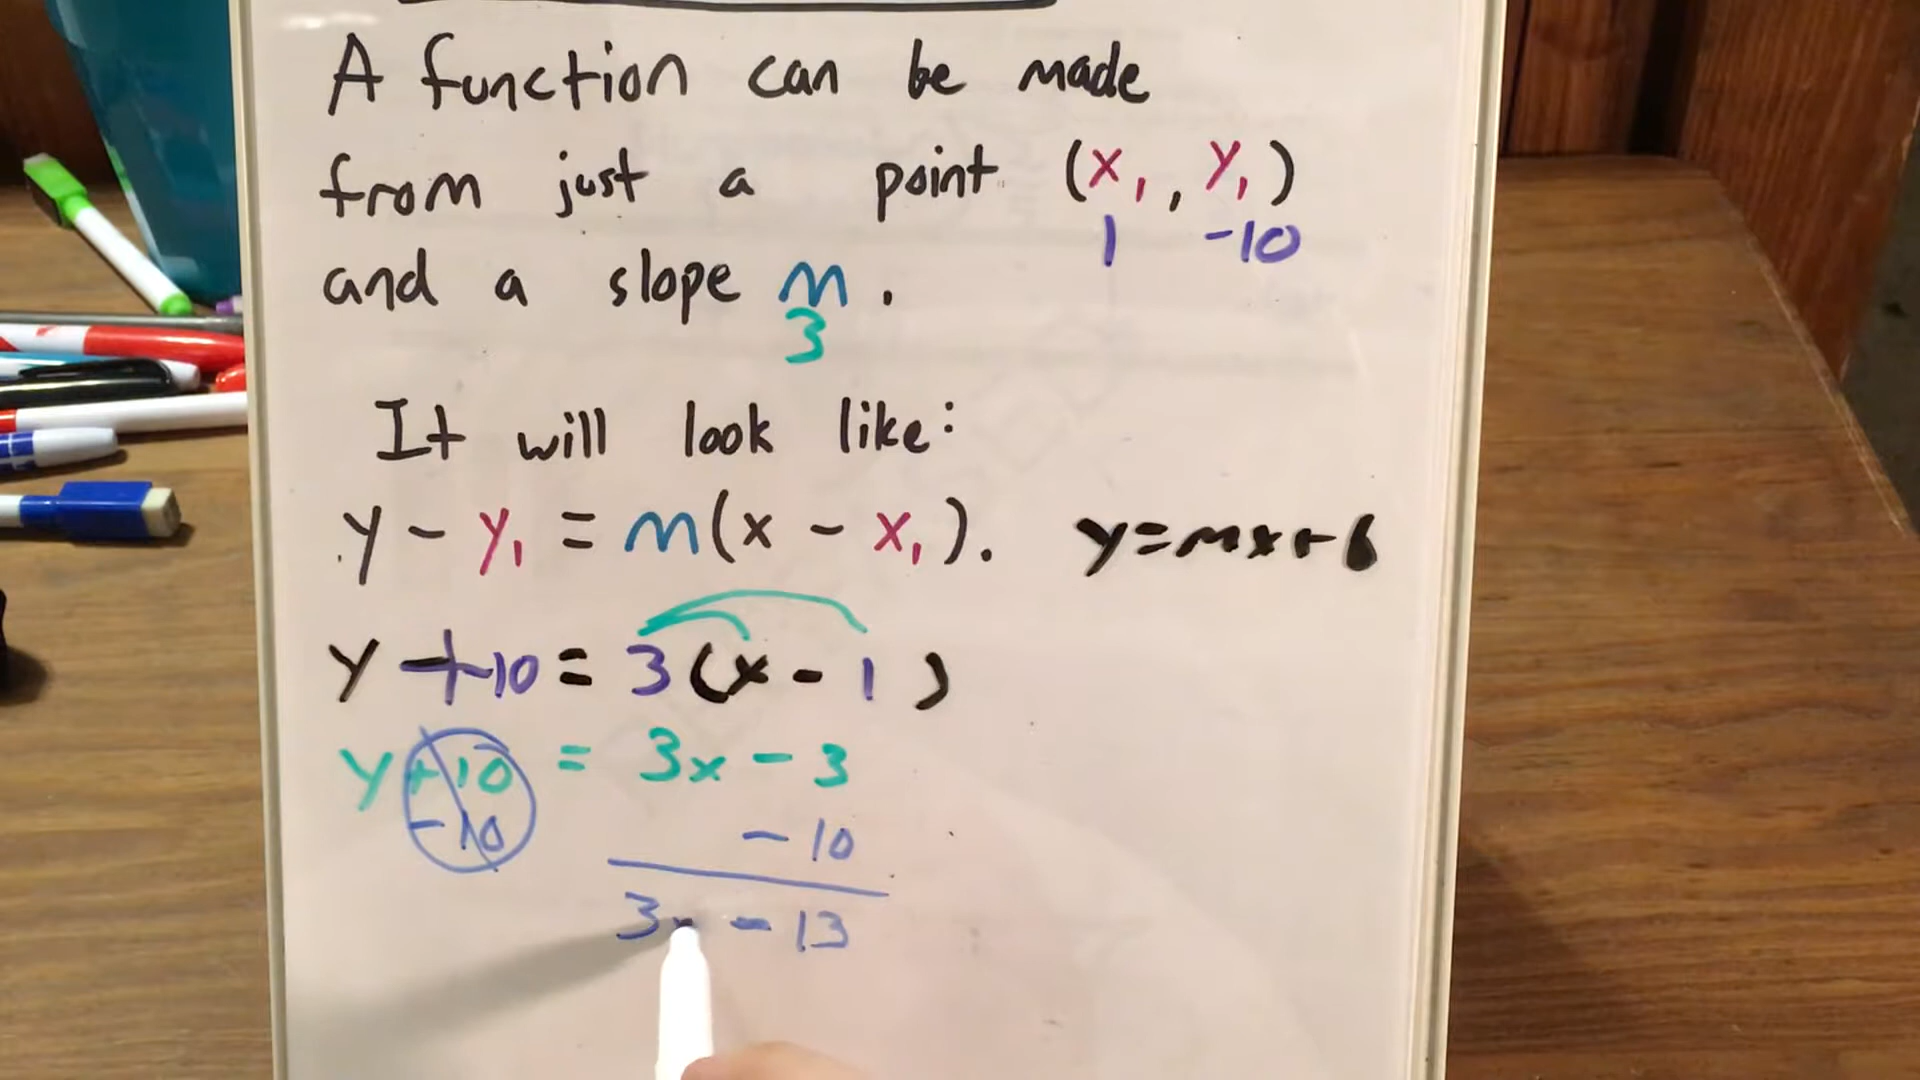 A function can be made
from just a point (x₁, y₁)
1 -10
and a slope m.
3
It will look like:
y - y₁ = m(x - x₁). y=mx+b
y + 10 = 3(x - 1)
y + 10 = 3x - 3
- 10 - 10
3x - 13